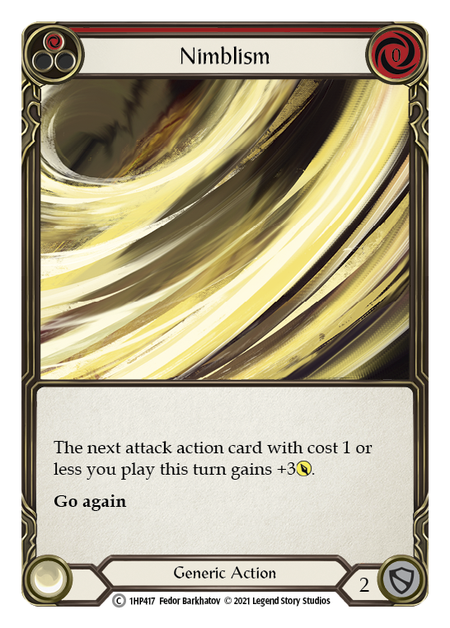 Nimblism
0
The next attack action card with cost 1 or
less you play this turn gains +3.
Go again
Generic Action
2
C 1HP417 Fedor Barkhatov © 2021 Legend Story Studios